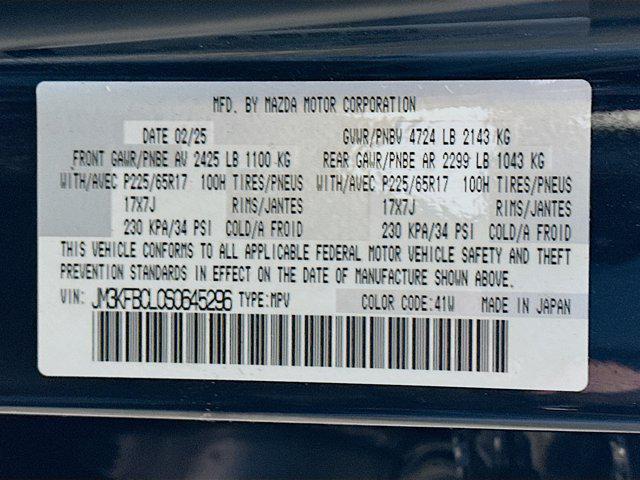 MFD. BY MAZDA MOTOR CORPORATION
DATE 02/25 GVWR/PNBV 4724 LB 2143 KG
FRONT GAWR/PNBE AV 2425 LB 1100 KG REAR GAWR/PNBE AR 2299 LB 1043 KG
WITH/AVEC P225/65R17 100H TIRES/PNEUS WITH/AVEC P225/65R17 100H TIRES/PNEUS
17X7J RIMS/JANTES 17X7J RIMS/JANTES
230 KPA/34 PSI COLD/A FROID 230 KPA/34 PSI COLD/A FROID
THIS VEHICLE CONFORMS TO ALL APPLICABLE FEDERAL MOTOR VEHICLE SAFETY AND THEFT
PREVENTION STANDARDS IN EFFECT ON THE DATE OF MANUFACTURE SHOWN ABOVE.
VIN: JM3KFBCL0S0645296 TYPE:MPV COLOR CODE:41W MADE IN JAPAN